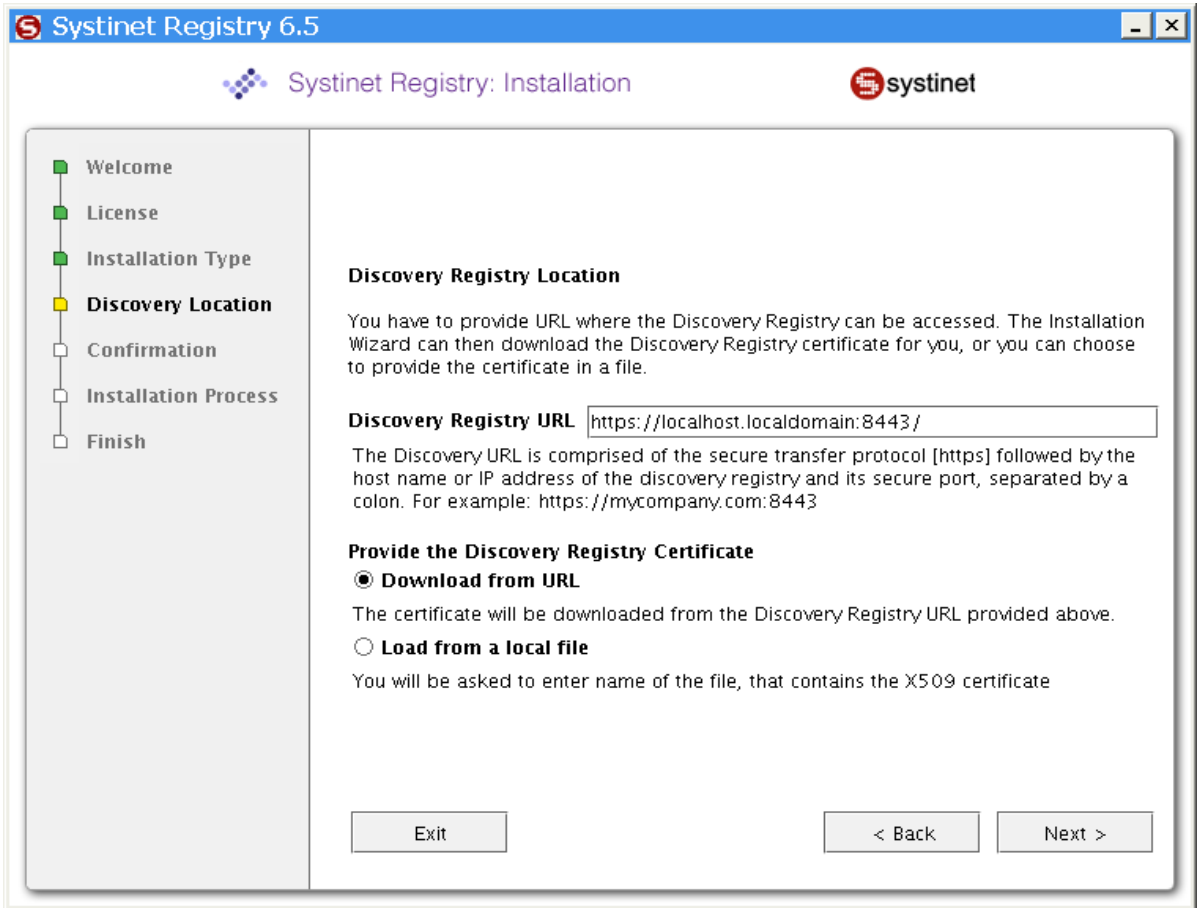 Systinet Registry 6.5
Systinet Registry: Installation
systinet
Welcome
License
Installation Type
Discovery Location
Confirmation
Installation Process
Finish
Discovery Registry Location
You have to provide URL where the Discovery Registry can be accessed. The Installation
Wizard can then download the Discovery Registry certificate for you, or you can choose
to provide the certificate in a file.
Discovery Registry URL https://localhost.localdomain:8443/
The Discovery URL is comprised of the secure transfer protocol [https] followed by the
host name or IP address of the discovery registry and its secure port, separated by a
colon. For example: https://mycompany.com:8443
Provide the Discovery Registry Certificate
Download from URL
The certificate will be downloaded from the Discovery Registry URL provided above.
Load from a local file
You will be asked to enter name of the file, that contains the X509 certificate
Exit
< Back
Next >